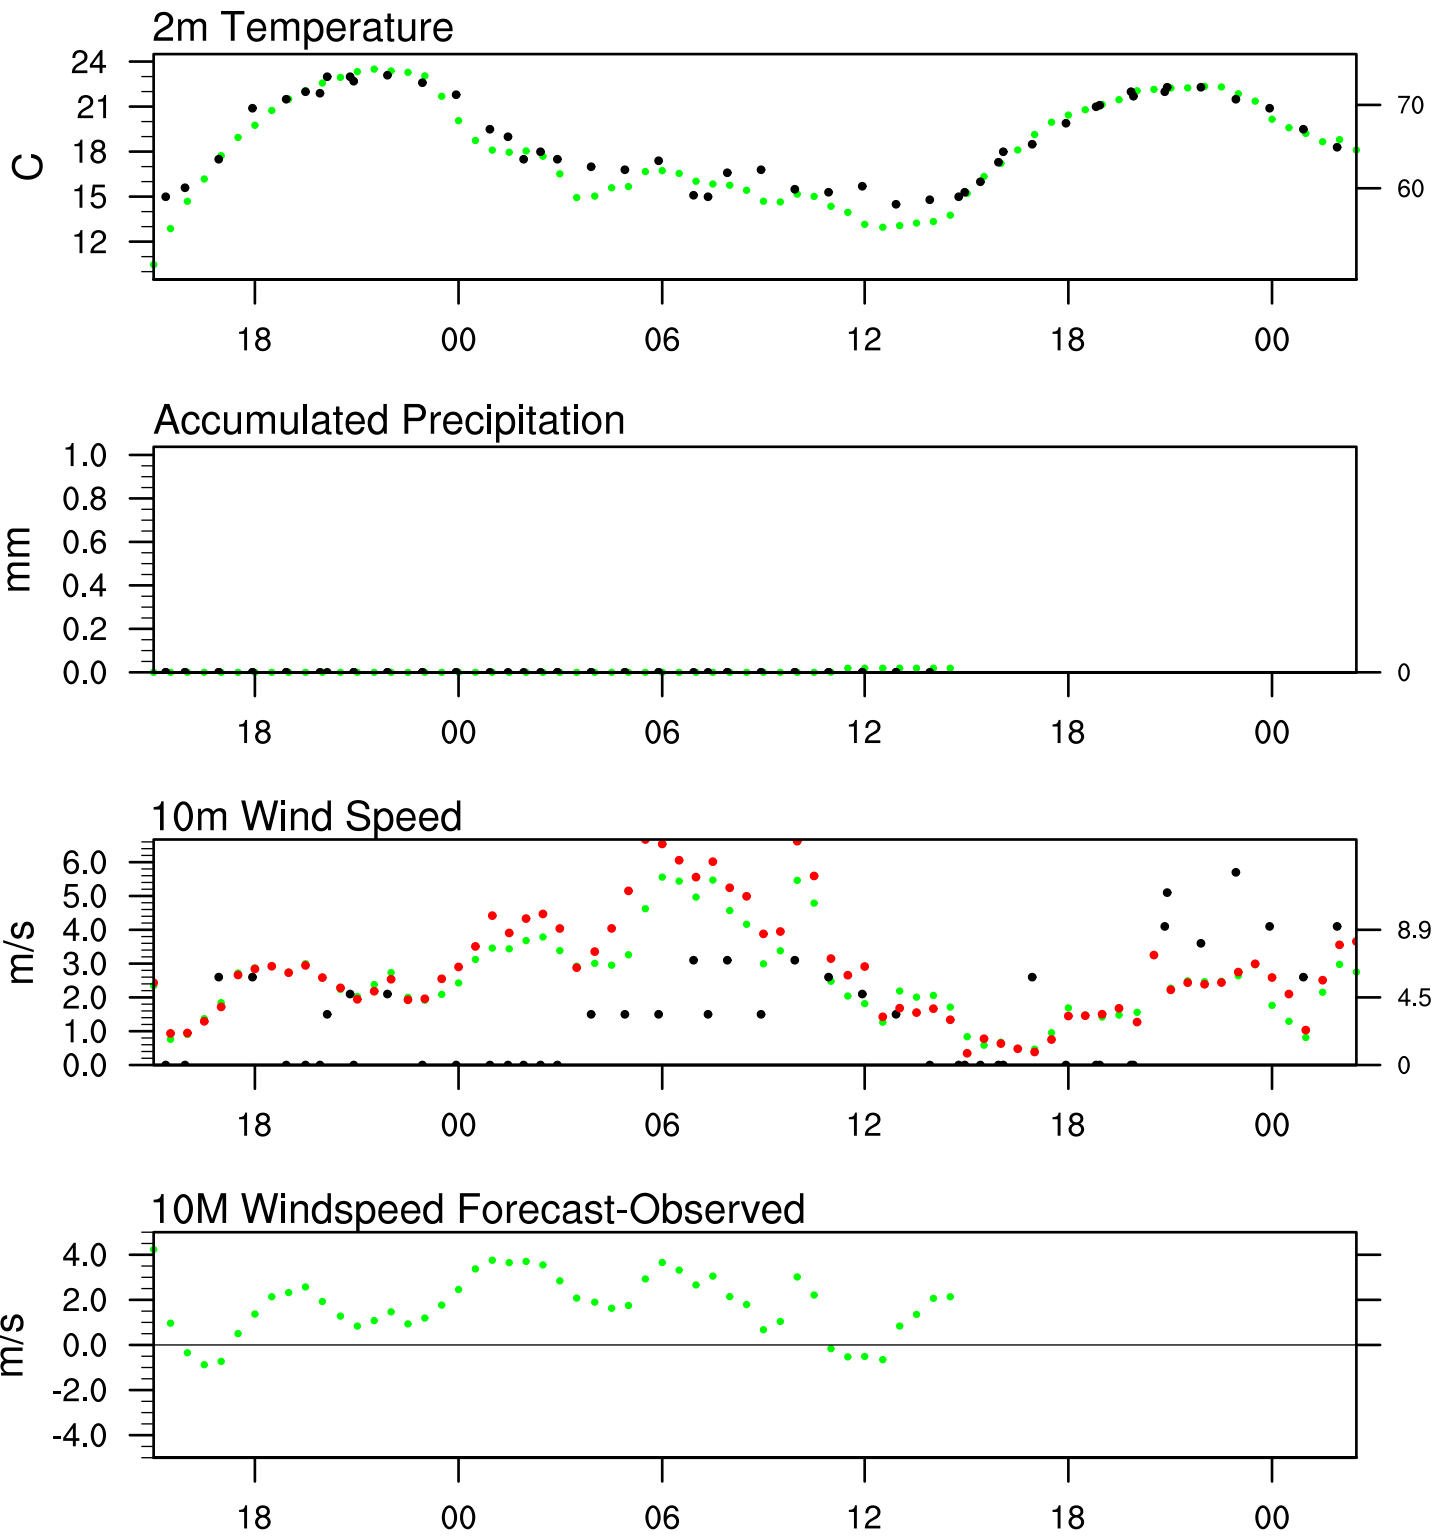 2m Temperature
24
21
18
15
12
C
70
60
18 00 06 12 18 00
Accumulated Precipitation
1.0
0.8
0.6
0.4
0.2
0.0
mm
0
18 00 06 12 18 00
10m Wind Speed
6.0
5.0
4.0
3.0
2.0
1.0
0.0
m/s
8.9
4.5
0
18 00 06 12 18 00
10M Windspeed Forecast-Observed
4.0
2.0
0.0
-2.0
-4.0
m/s
18 00 06 12 18 00